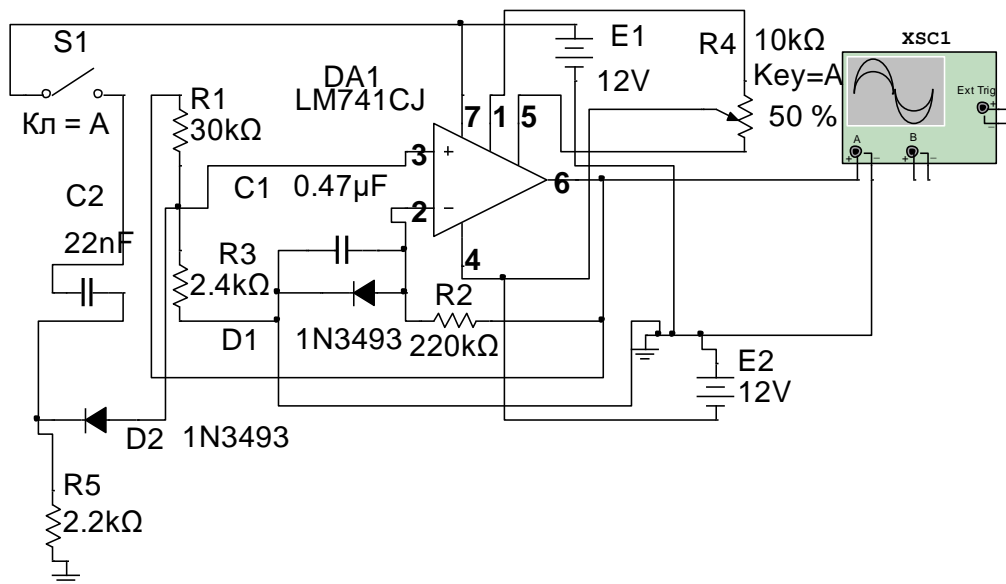 S1
Кл = A
R1
30kΩ
C2
22nF
R3
2.4kΩ
D1
1N3493
C1
0.47µF
DA1
LM741CJ
3
2
7
1
5
6
4
+
−
R2
220kΩ
E1
12V
R4
10kΩ
Key=A
50 %
XSC1
Ext Trig
+
−
A
B
+
−
+
−
E2
12V
D2
1N3493
R5
2.2kΩ